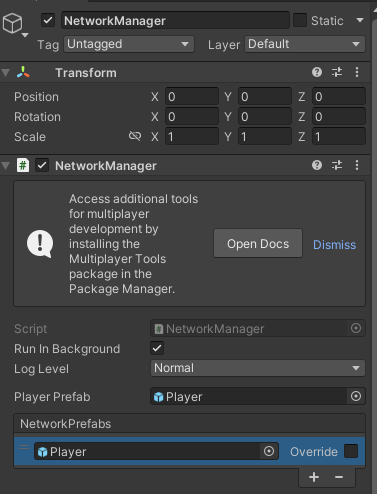 NetworkManager Static
Tag Untagged Layer Default
Transform
Position X 0 Y 0 Z 0
Rotation X 0 Y 0 Z 0
Scale X 1 Y 1 Z 1
# NetworkManager
Access additional tools
for multiplayer
development by
installing the
Multiplayer Tools
package in the
Package Manager.
Open Docs
Dismiss
Script NetworkManager
Run In Background
Log Level Normal
Player Prefab Player
NetworkPrefabs
= Player Override
+ −